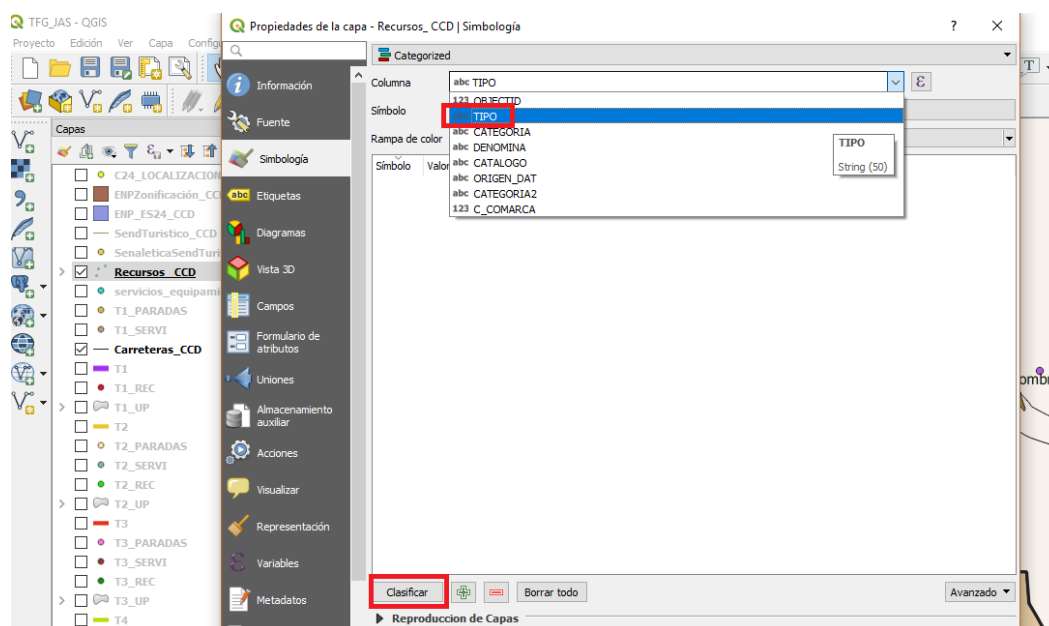 TFG_JAS - QGIS
Proyecto Edición Ver Capa Configu
Capas
C24_LOCALIZACION
ENPZonificación_CC
ENP_ES24_CCD
SendTuristico_CCD
SenaleticaSendTuri
Recursos_ CCD
servicios_equipami
T1_PARADAS
T1_SERVI
Carreteras_CCD
T1
T1_REC
T1_UP
T2
T2_PARADAS
T2_SERVI
T2_REC
T2_UP
T3
T3_PARADAS
T3_SERVI
T3_REC
T3_UP
T4
Propiedades de la capa - Recursos_ CCD | Simbología
? ×
Información
Fuente
Simbología
abc Etiquetas
Diagramas
Vista 3D
Campos
Formulario de
atributos
Uniones
Almacenamiento
auxiliar
Acciones
Visualizar
Representación
Variables
Metadatos
Categorized
Columna abc TIPO ε
Símbolo
Rampa de color
Símbolo Valor
123 OBJECTID
TIPO
abc CATEGORIA
abc DENOMINA
abc CATALOGO
abc ORIGEN_DAT
abc CATEGORIA2
123 C_COMARCA
TIPO
String (50)
Clasificar Borrar todo Avanzado
Reproduccion de Capas
T
ombr